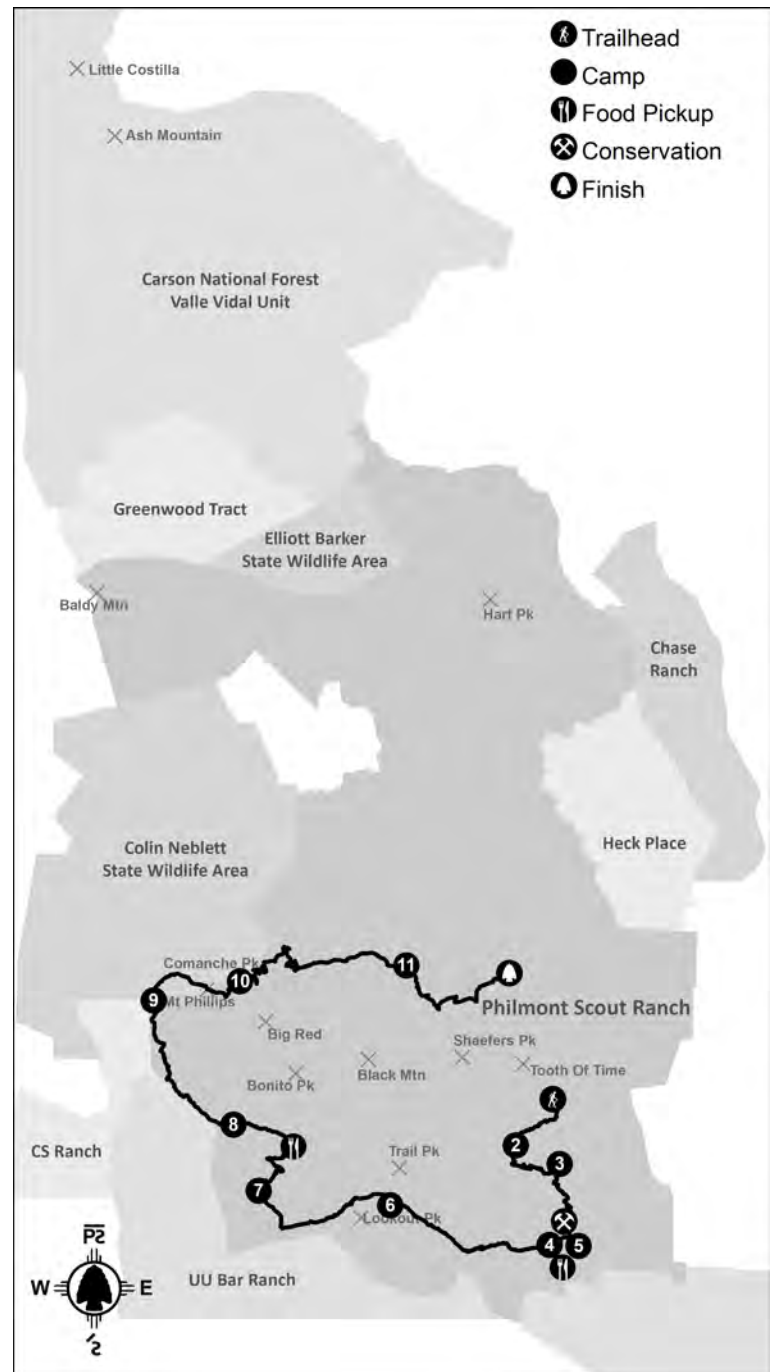 Trailhead
Camp
Food Pickup
Conservation
Finish
Little Costilla
Ash Mountain
Carson National Forest
Valle Vidal Unit
Greenwood Tract
Elliott Barker
State Wildlife Area
Baldy Mtn
Hart Pk
Chase
Ranch
Heck Place
Colin Neblett
State Wildlife Area
Comanche Pk
11
10
9
Mt Phillips
Philmont Scout Ranch
Big Red
Shaefers Pk
Black Mtn
Tooth Of Time
Bonito Pk
8
2
CS Ranch
3
Trail Pk
7
6
Lookout Pk
4
5
UU Bar Ranch
W
E